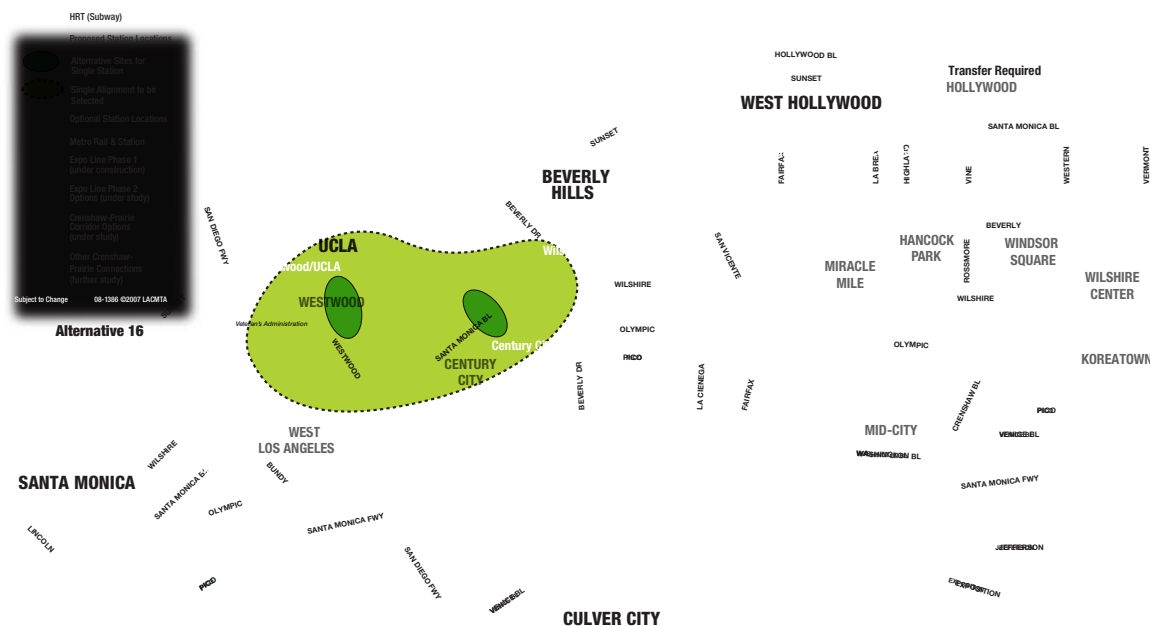 HRT (Subway)
Proposed Station Locations
Alternative Sites for
Single Station
Single Alignment to be
Selected
Optional Station Locations
Metro Rail & Station
Expo Line Phase 1
(under construction)
Expo Line Phase 2
Options (under study)
Crenshaw-Prairie
Corridor Options
(under study)
Other Crenshaw-
Prairie Connections
(further study)
Subject to Change 08-1386 ©2007 LACMTA
Alternative 16
HOLLYWOOD BL
SUNSET
WEST HOLLYWOOD
Transfer Required
HOLLYWOOD
SANTA MONICA BL
SUNSET
FAIRFAX
LA BREA
HIGHLAND
VINE
WESTERN
VERMONT
BEVERLY
HILLS
BEVERLY DR
SAN DIEGO FWY
UCLA
WESTWOOD
Veteran's Administration
WESTWOOD
SANTA MONICA BL
CENTURY
CITY
SAN VICENTE
WILSHIRE
OLYMPIC
PICO
BEVERLY DR
LA CIENEGA
FAIRFAX
MIRACLE
MILE
HANCOCK
PARK
BEVERLY
WINDSOR
SQUARE
ROSSMORE
WILSHIRE
WILSHIRE
CENTER
OLYMPIC
KOREATOWN
CRENSHAW BL
PICO
MID-CITY
VENICE BL
WASHINGTON BL
SANTA MONICA FWY
JEFFERSON
EXPOSITION
WEST
LOS ANGELES
WILSHIRE
SANTA MONICA
SANTA MONICA BL
BUNDY
OLYMPIC
LINCOLN
SANTA MONICA FWY
PICO
SAN DIEGO FWY
VENICE BL
CULVER CITY